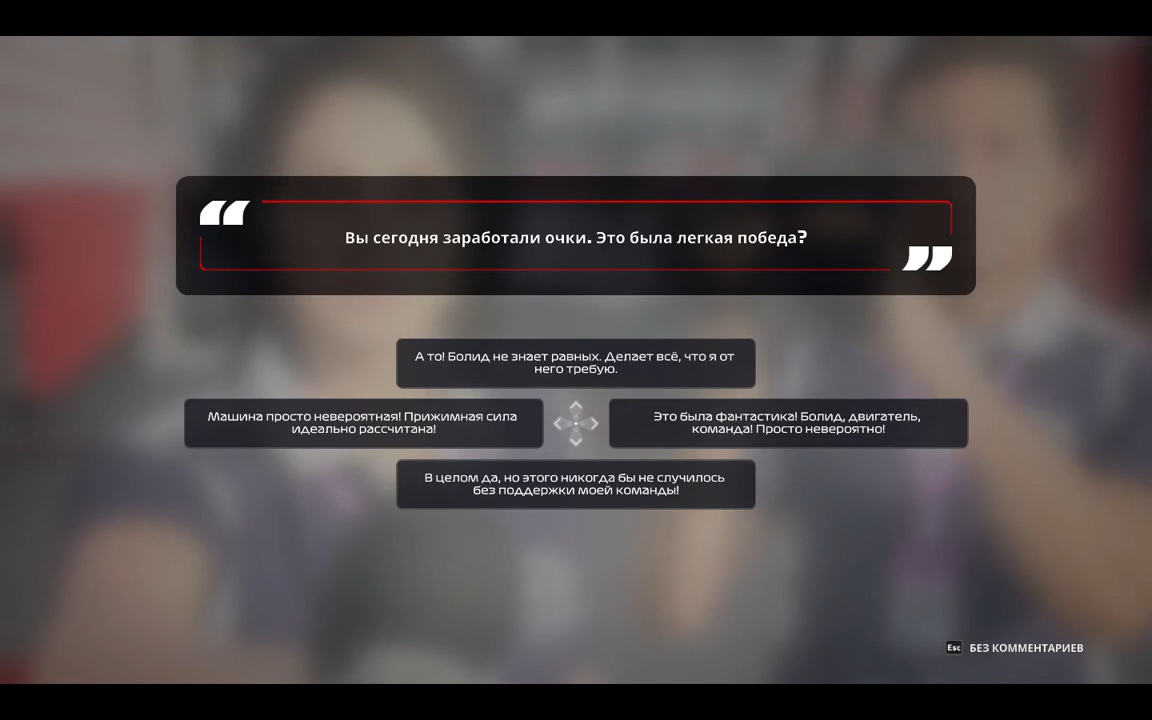 Вы сегодня заработали очки. Это была легкая победа?
А то! Болид не знает равных. Делает всё, что я от
него требую.
Машина просто невероятная! Прижимная сила
идеально рассчитана!
Это была фантастика! Болид, двигатель,
команда! Просто невероятно!
В целом да, но этого никогда бы не случилось
без поддержки моей команды!
Esc БЕЗ КОММЕНТАРИЕВ